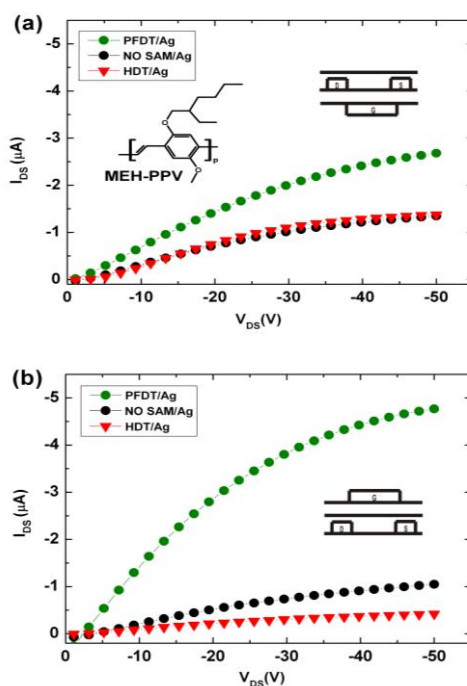 (a)
-5
-4
-3
-2
-1
0
I_DS (µA)
PFDT/Ag
NO SAM/Ag
HDT/Ag
O
n
O
MEH-PPV
S
S
G
-10
-20
-30
-40
-50
V_DS(V)
(b)
-5
-4
-3
-2
-1
0
I_DS (µA)
PFDT/Ag
NO SAM/Ag
HDT/Ag
G
S
-10
-20
-30
-40
-50
V_DS(V)